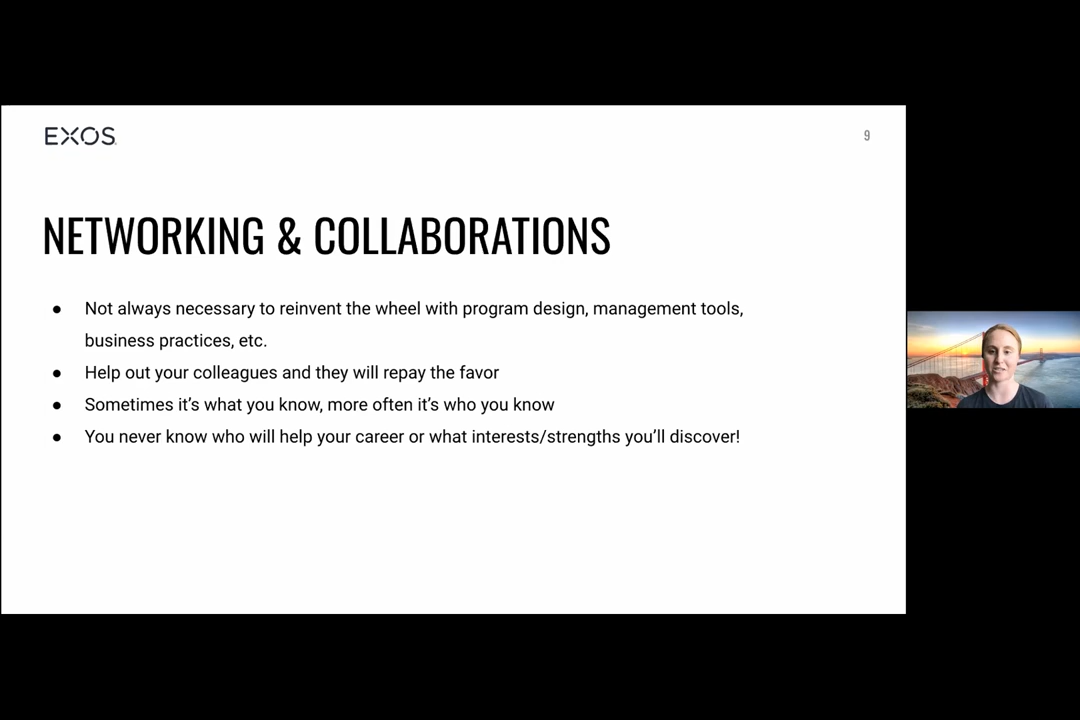 EXOS
9
NETWORKING & COLLABORATIONS
● Not always necessary to reinvent the wheel with program design, management tools,
business practices, etc.
● Help out your colleagues and they will repay the favor
● Sometimes it’s what you know, more often it’s who you know
● You never know who will help your career or what interests/strengths you’ll discover!